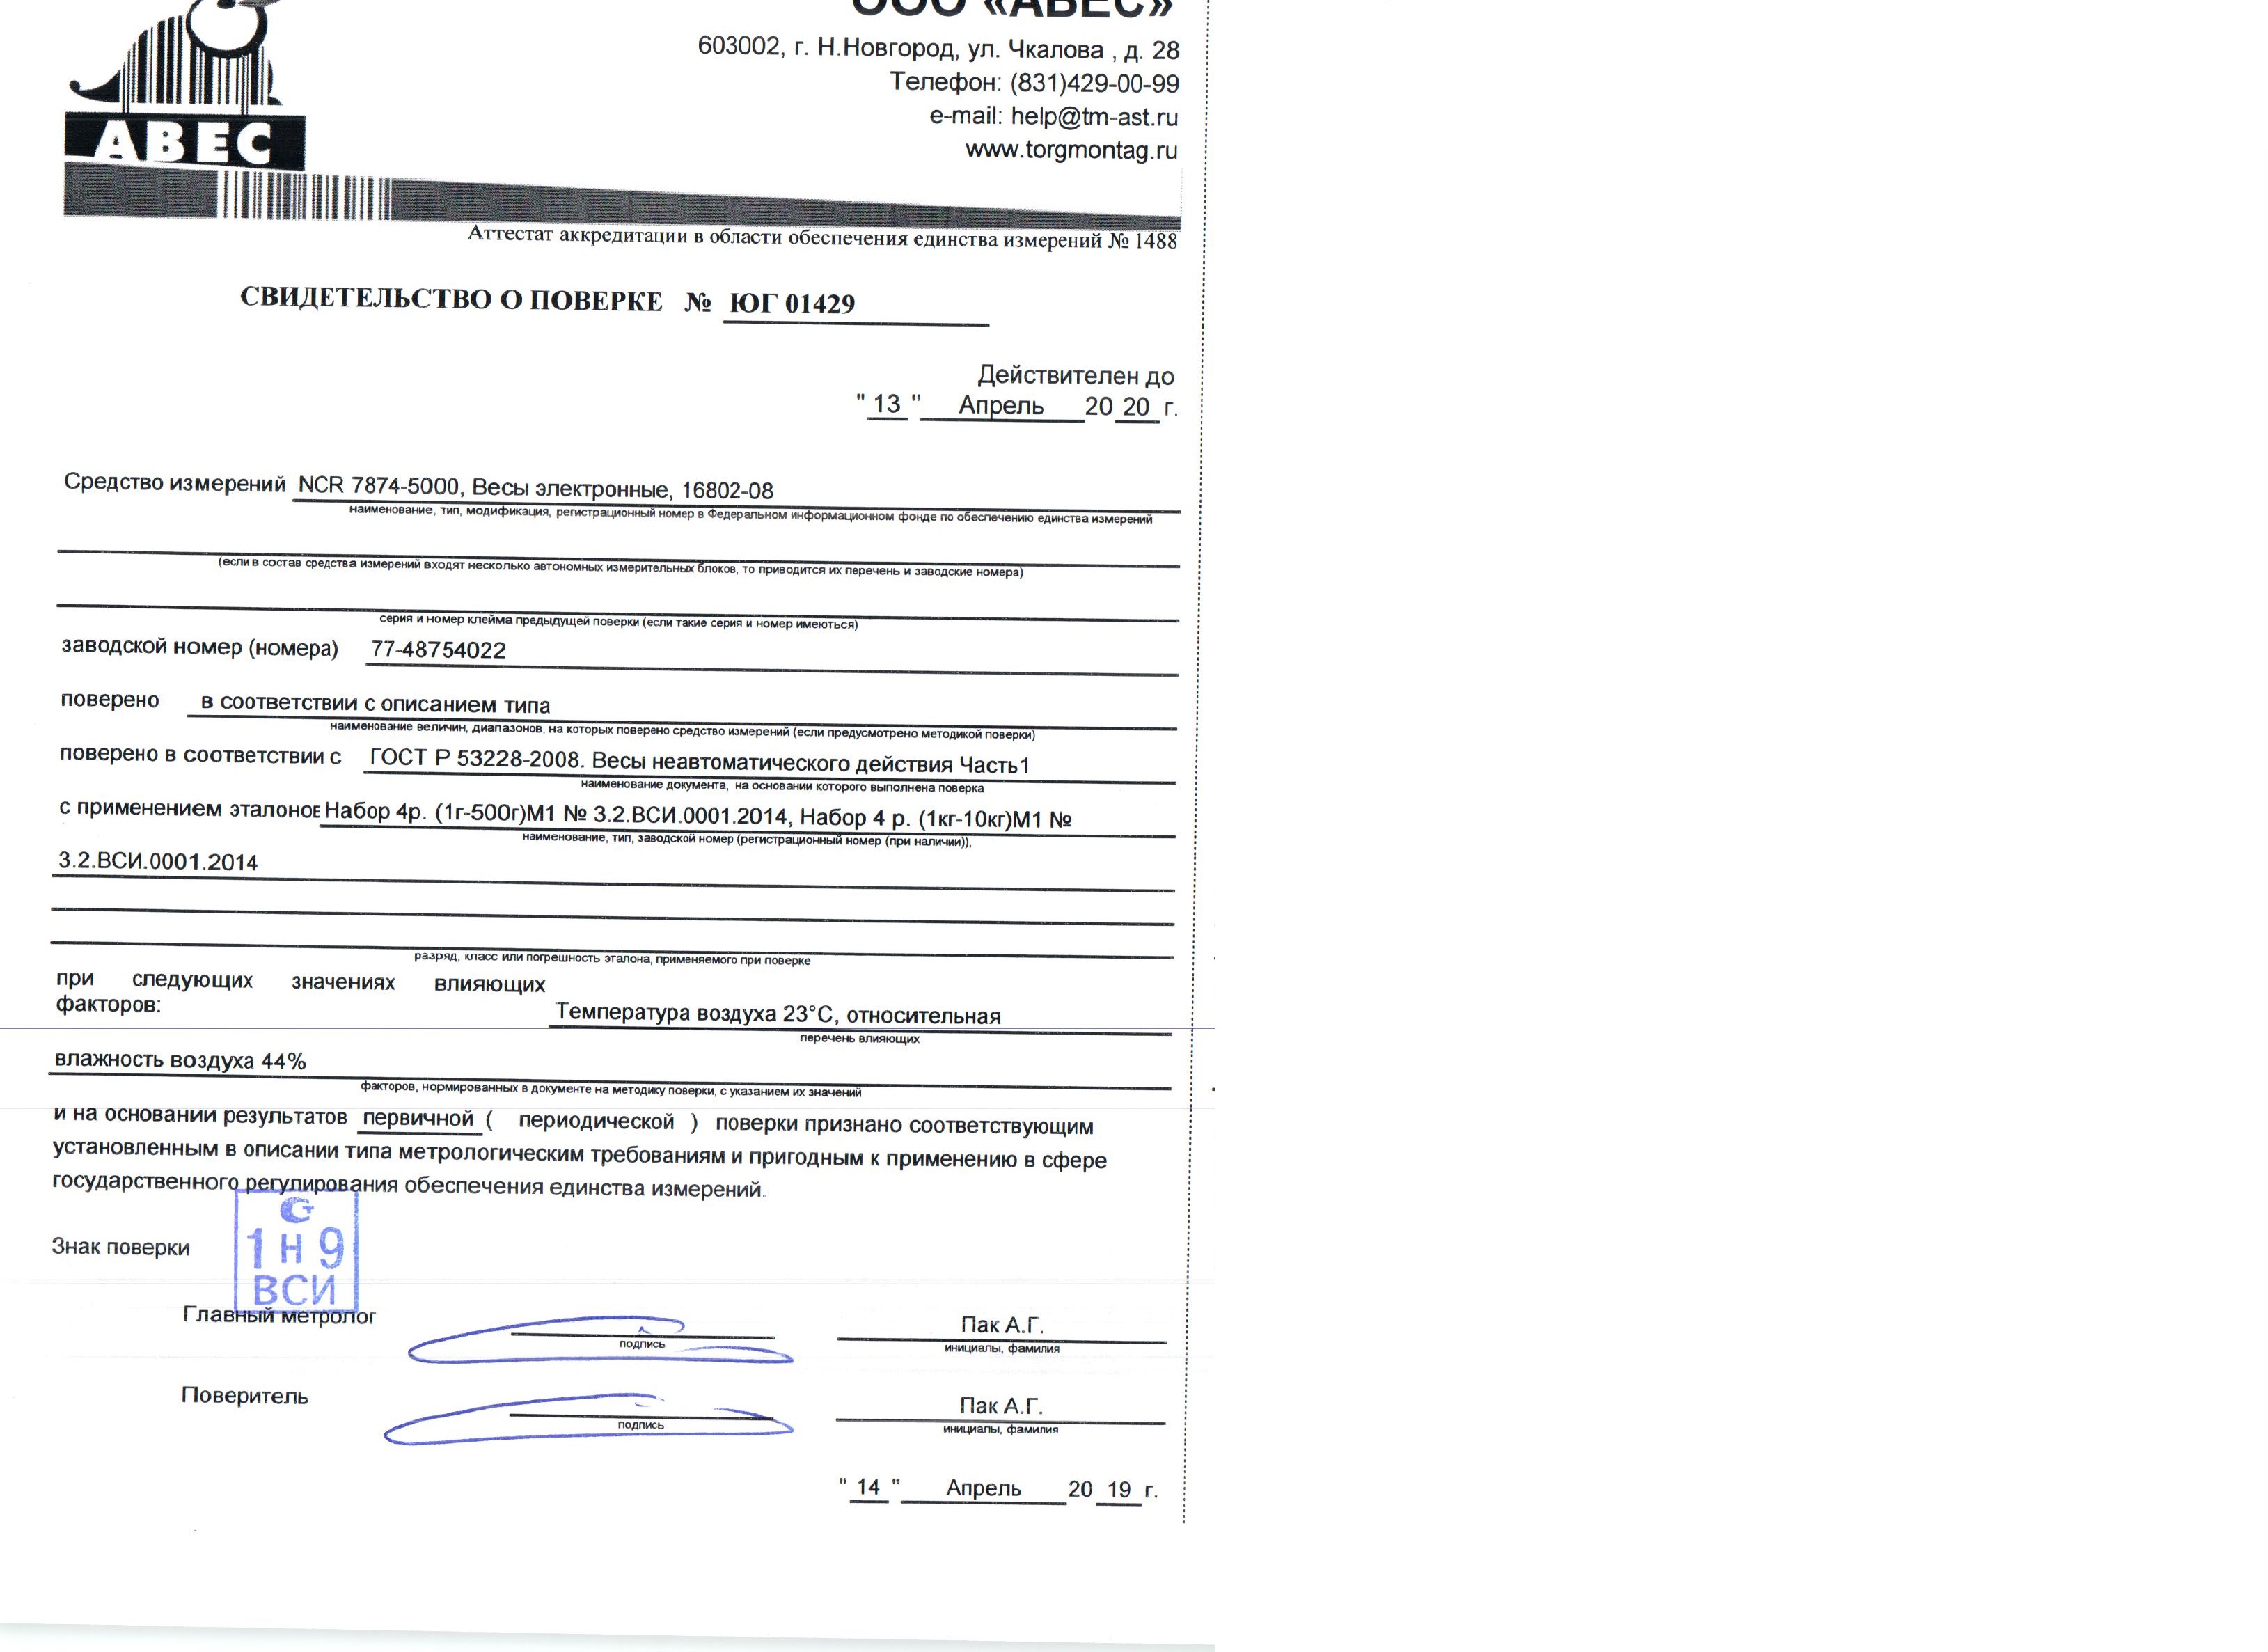 ООО «АВЕС»
603002, г. Н.Новгород, ул. Чкалова , д. 28
Телефон: (831)429-00-99
e-mail: help@tm-ast.ru
www.torgmontag.ru
АВЕС
Аттестат аккредитации в области обеспечения единства измерений № 1488
СВИДЕТЕЛЬСТВО О ПОВЕРКЕ № ЮГ 01429
Действителен до
" 13 " Апрель 20 20 г.
Средство измерений NCR 7874-5000, Весы электронные, 16802-08
наименование, тип, модификация, регистрационный номер в Федеральном информационном фонде по обеспечению единства измерений
(если в состав средства измерений входят несколько автономных измерительных блоков, то приводится их перечень и заводские номера)
серия и номер клейма предыдущей поверки (если такие серия и номер имеються)
заводской номер (номера) 77-48754022
поверено в соответствии с описанием типа
наименование величин, диапазонов, на которых поверено средство измерений (если предусмотрено методикой поверки)
поверено в соответствии с ГОСТ Р 53228-2008. Весы неавтоматического действия Часть1
наименование документа, на основании которого выполнена поверка
с применением эталонов Набор 4р. (1г-500г)М1 № 3.2.ВСИ.0001.2014, Набор 4 р. (1кг-10кг)М1 №
наименование, тип, заводской номер (регистрационный номер (при наличии)),
3.2.ВСИ.0001.2014
разряд, класс или погрешность эталона, применяемого при поверке
при следующих значениях влияющих
факторов: Температура воздуха 23°С, относительная
перечень влияющих
влажность воздуха 44%
факторов, нормированных в документе на методику поверки, с указанием их значений
и на основании результатов первичной ( периодической ) поверки признано соответствующим
установленным в описании типа метрологическим требованиям и пригодным к применению в сфере
государственного регулирования обеспечения единства измерений.
Знак поверки
1 Н 9
ВСИ
Главный метролог Пак А.Г.
подпись инициалы, фамилия
Поверитель Пак А.Г.
подпись инициалы, фамилия
" 14 " Апрель 20 19 г.